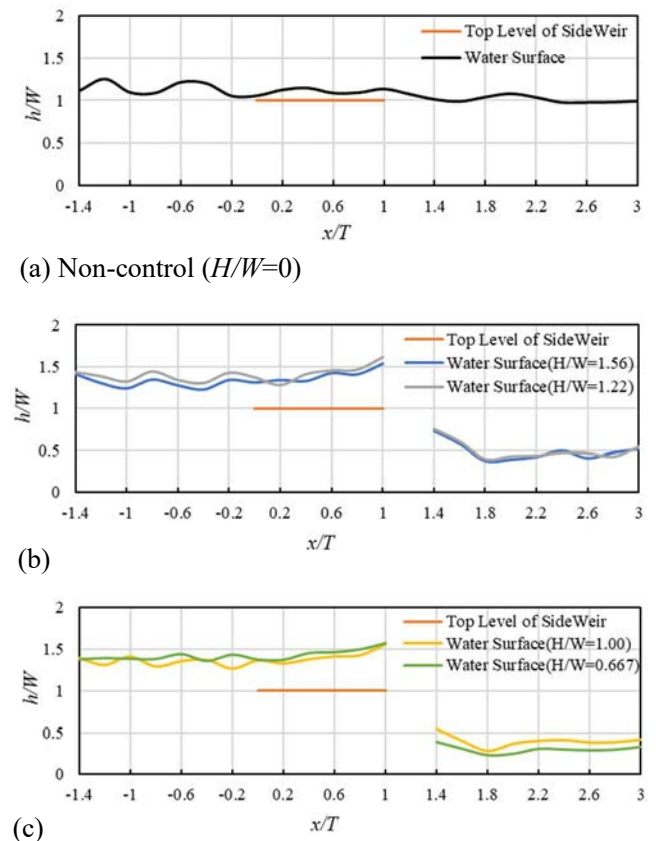 2
1.5
1
0.5
0
h/W
Top Level of SideWeir
Water Surface
-1.4 -1 -0.6 -0.2 0.2 0.6 1 1.4 1.8 2.2 2.6 3
x/T
(a) Non-control (H/W=0)
2
1.5
1
0.5
0
h/W
Top Level of SideWeir
Water Surface(H/W=1.56)
Water Surface(H/W=1.22)
-1.4 -1 -0.6 -0.2 0.2 0.6 1 1.4 1.8 2.2 2.6 3
x/T
(b)
2
1.5
1
0.5
0
h/W
Top Level of SideWeir
Water Surface(H/W=1.00)
Water Surface(H/W=0.667)
-1.4 -1 -0.6 -0.2 0.2 0.6 1 1.4 1.8 2.2 2.6 3
x/T
(c)